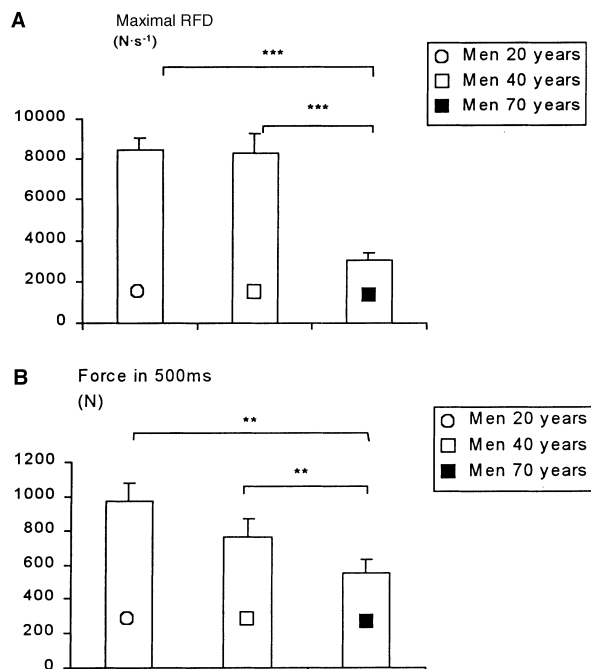 A
Maximal RFD
(N·s⁻¹)
***
***
Men 20 years
Men 40 years
Men 70 years
10000
8000
6000
4000
2000
0
B
Force in 500ms
(N)
**
**
Men 20 years
Men 40 years
Men 70 years
1200
1000
800
600
400
200
0